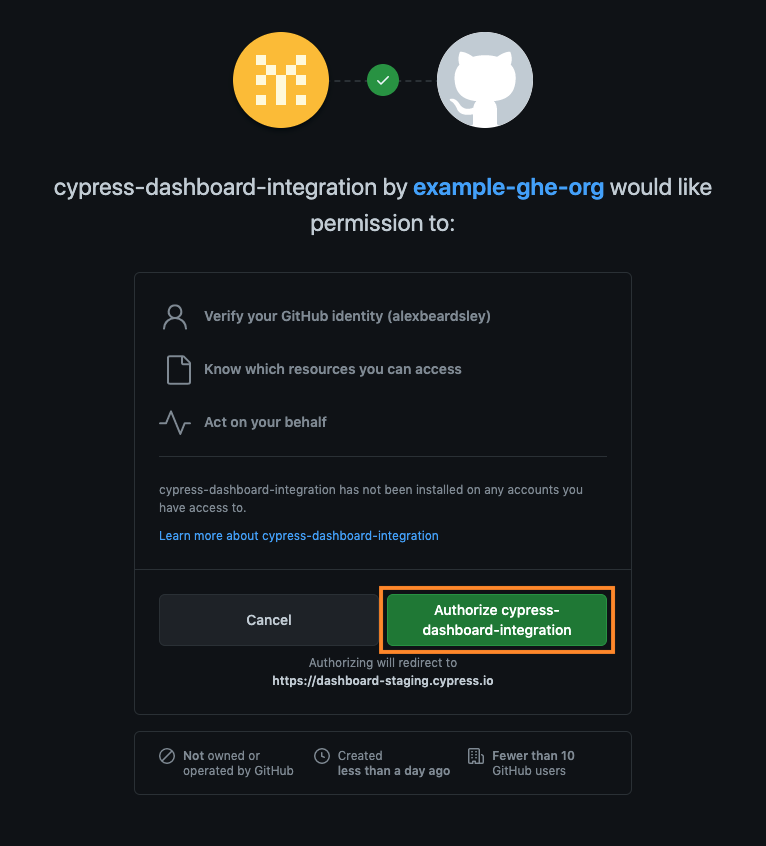 cypress-dashboard-integration by example-ghe-org would like
permission to:
Verify your GitHub identity (alexbeardsley)
Know which resources you can access
Act on your behalf
cypress-dashboard-integration has not been installed on any accounts you
have access to.
Learn more about cypress-dashboard-integration
Cancel
Authorize cypress-
dashboard-integration
Authorizing will redirect to
https://dashboard-staging.cypress.io
Not owned or
operated by GitHub
Created
less than a day ago
Fewer than 10
GitHub users